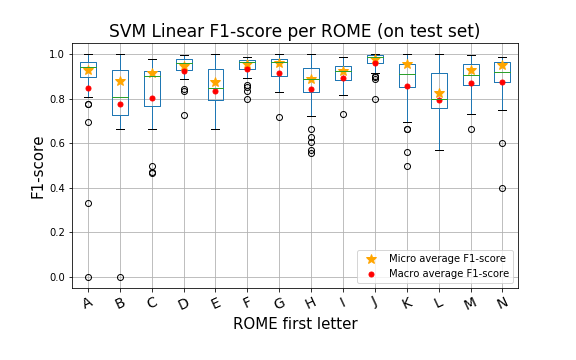 SVM Linear F1-score per ROME (on test set)
F1-score
1.0
0.8
0.6
0.4
0.2
0.0
A B C D E F G H I J K L M N
ROME first letter
Micro average F1-score
Macro average F1-score